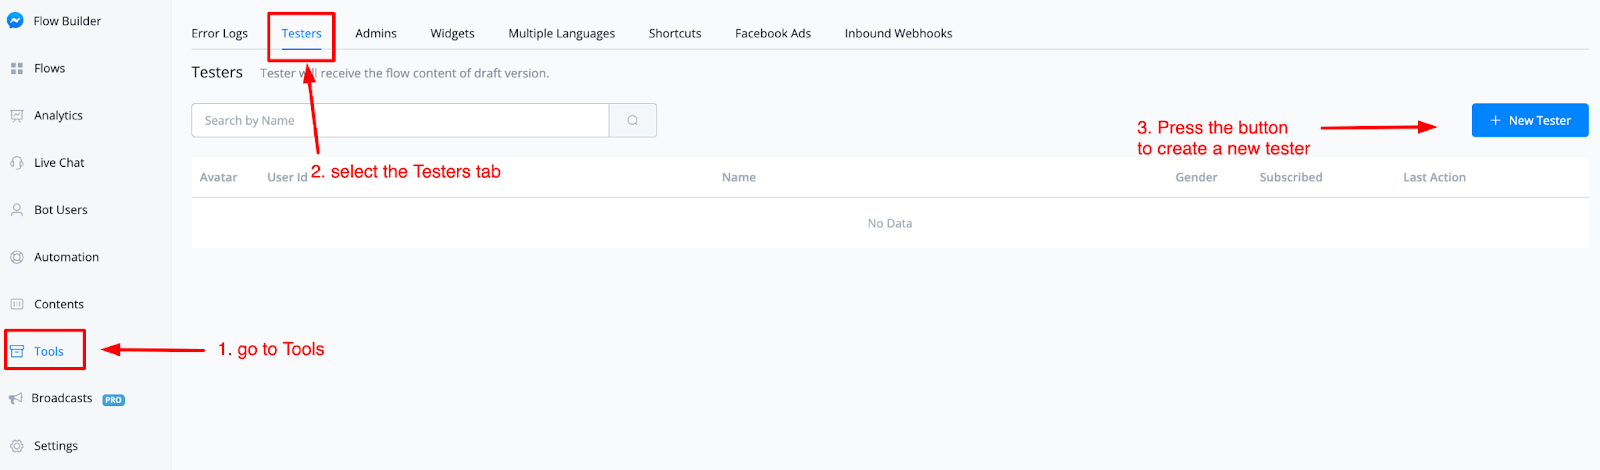 Flow Builder
Flows
Analytics
Live Chat
Bot Users
Automation
Contents
Tools
Broadcasts PRO
Settings
Error Logs Testers Admins Widgets Multiple Languages Shortcuts Facebook Ads Inbound Webhooks
Testers Tester will receive the flow content of draft version.
Search by Name
3. Press the button
to create a new tester
+ New Tester
2. select the Testers tab
Avatar User Id Name Gender Subscribed Last Action
No Data
1. go to Tools